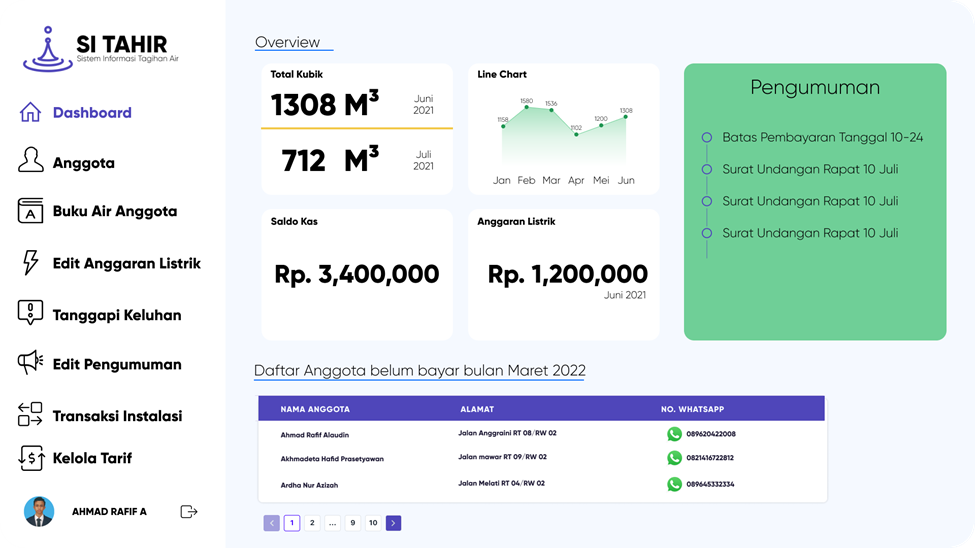 SI TAHIR
Sistem Informasi Tagihan Air
Dashboard
Anggota
A
Buku Air Anggota
Edit Anggaran Listrik
Tanggapi Keluhan
Edit Pengumuman
Transaksi Instalasi
$
Kelola Tarif
AHMAD RAFIF A
Overview
Total Kubik
1308 M³
Juni
2021
712 M³
Juli
2021
Line Chart
1158
1580
1536
1102
1200
1308
Jan Feb Mar Apr Mei Jun
Saldo Kas
Rp. 3,400,000
Anggaran Listrik
Rp. 1,200,000
Juni 2021
Pengumuman
Batas Pembayaran Tanggal 10-24
Surat Undangan Rapat 10 Juli
Surat Undangan Rapat 10 Juli
Surat Undangan Rapat 10 Juli
Daftar Anggota belum bayar bulan Maret 2022
NAMA ANGGOTA ALAMAT NO. WHATSAPP
Ahmad Rafif Alaudin Jalan Anggraini RT 08/RW 02 089620422008
Akhmadeta Hafid Prasetyawan Jalan mawar RT 09/RW 02 0821416722812
Ardha Nur Azizah Jalan Melati RT 04/RW 02 089645332334
< 1 2 ... 9 10 >